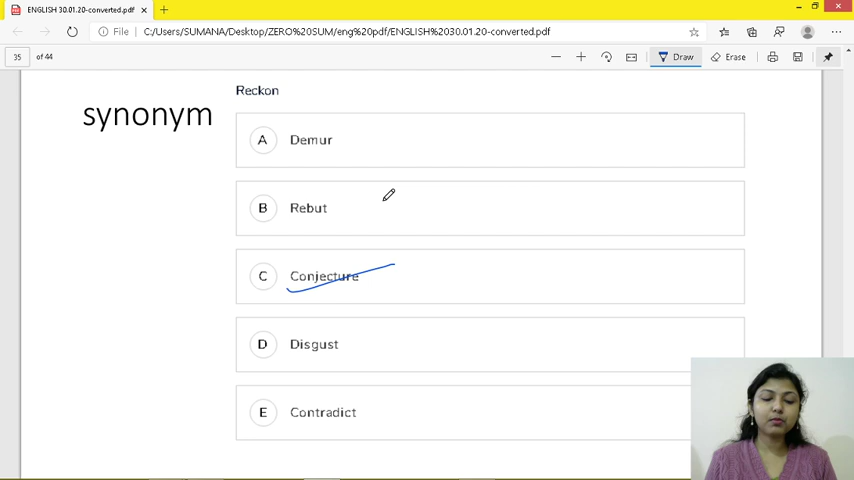 ENGLISH 30.01.20-converted.pdf
File C:/Users/SUMANA/Desktop/ZERO%20SUM/eng%20pdf/ENGLISH%2030.01.20-converted.pdf
35 of 44 Draw Erase
Reckon
synonym
A Demur
B Rebut
C Conjecture
D Disgust
E Contradict